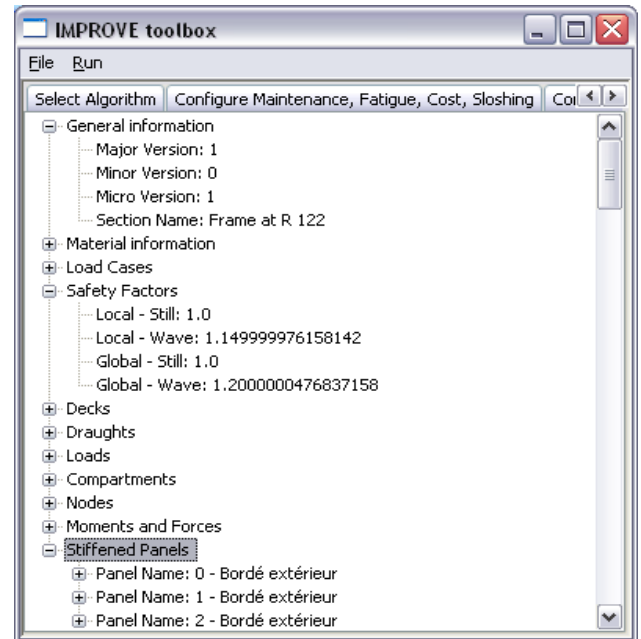 IMPROVE toolbox
File Run
Select Algorithm Configure Maintenance, Fatigue, Cost, Sloshing
General information
Major Version: 1
Minor Version: 0
Micro Version: 1
Section Name: Frame at R 122
Material information
Load Cases
Safety Factors
Local - Still: 1.0
Local - Wave: 1.149999976158142
Global - Still: 1.0
Global - Wave: 1.2000000476837158
Decks
Draughts
Loads
Compartments
Nodes
Moments and Forces
Stiffened Panels
Panel Name: 0 - Bordé extérieur
Panel Name: 1 - Bordé extérieur
Panel Name: 2 - Bordé extérieur